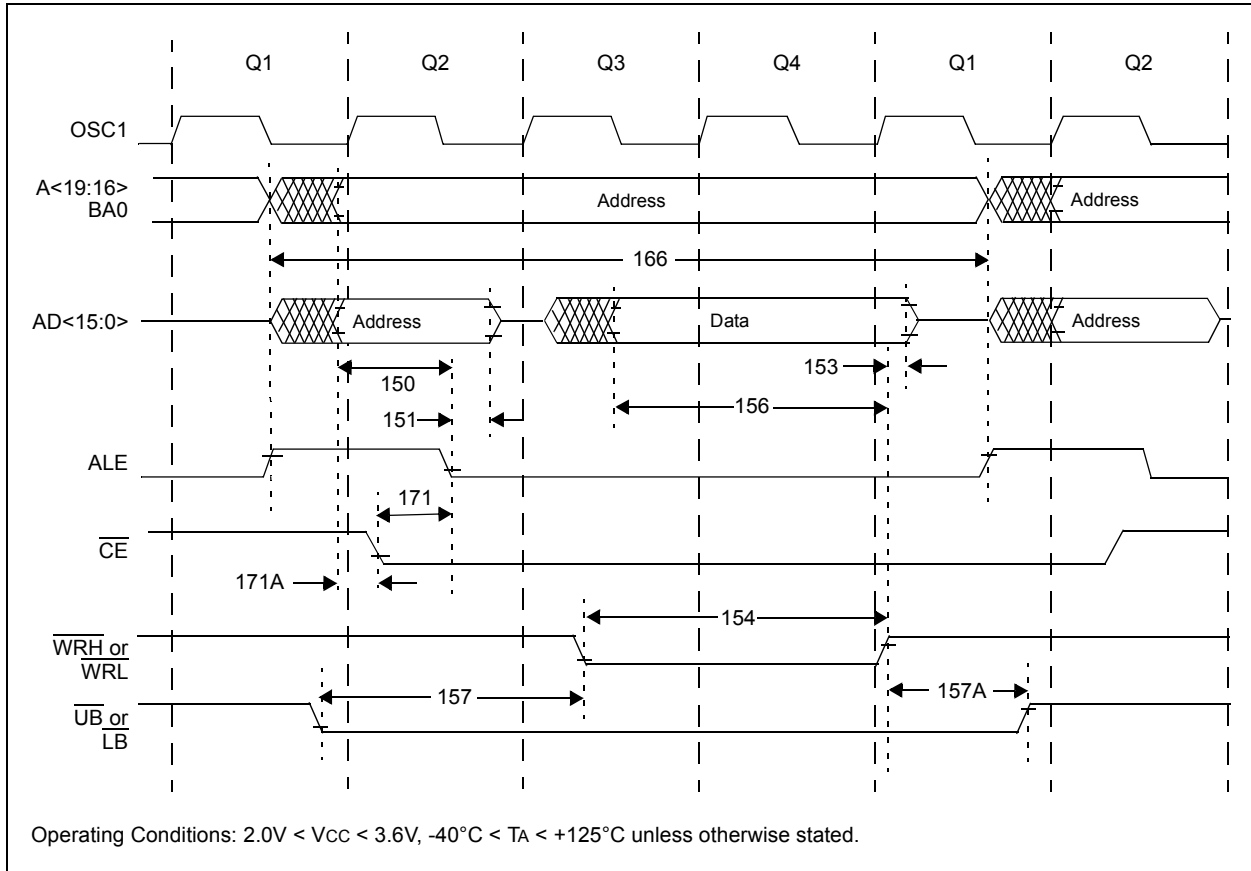 Q1 Q2 Q3 Q4 Q1 Q2
OSC1
A<19:16>
BA0
Address
Address
166
AD<15:0>
Address
Data
Address
150
153
151
156
ALE
171
CE
171A
154
WRH or
WRL
157
157A
UB or
LB
Operating Conditions: 2.0V < VCC < 3.6V, -40°C < TA < +125°C unless otherwise stated.